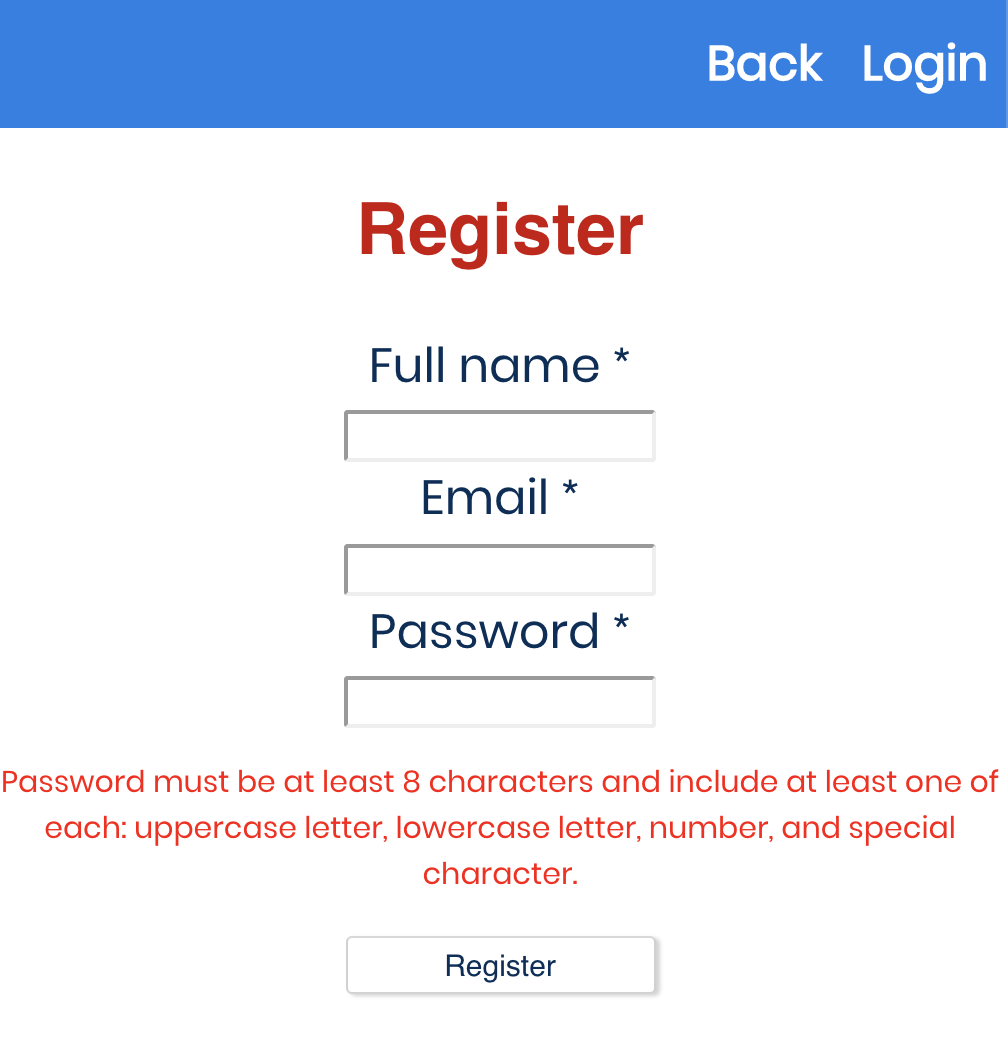 Back Login
Register
Full name *
Email *
Password *
Password must be at least 8 characters and include at least one of
each: uppercase letter, lowercase letter, number, and special
character.
Register